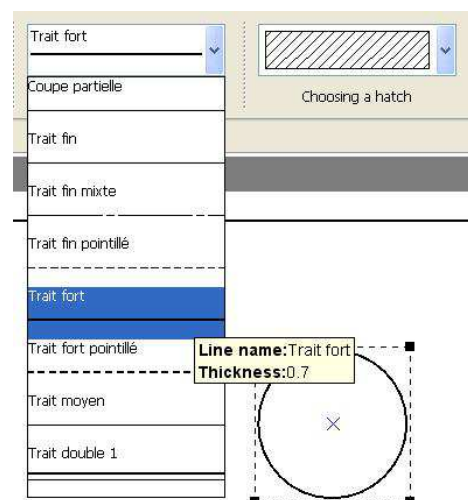 Trait fort
Choosing a hatch
Coupe partielle
Trait fin
Trait fin mixte
Trait fin pointillé
Trait fort
Trait fort pointillé
Line name:Trait fort
Thickness:0.7
Trait moyen
Trait double 1